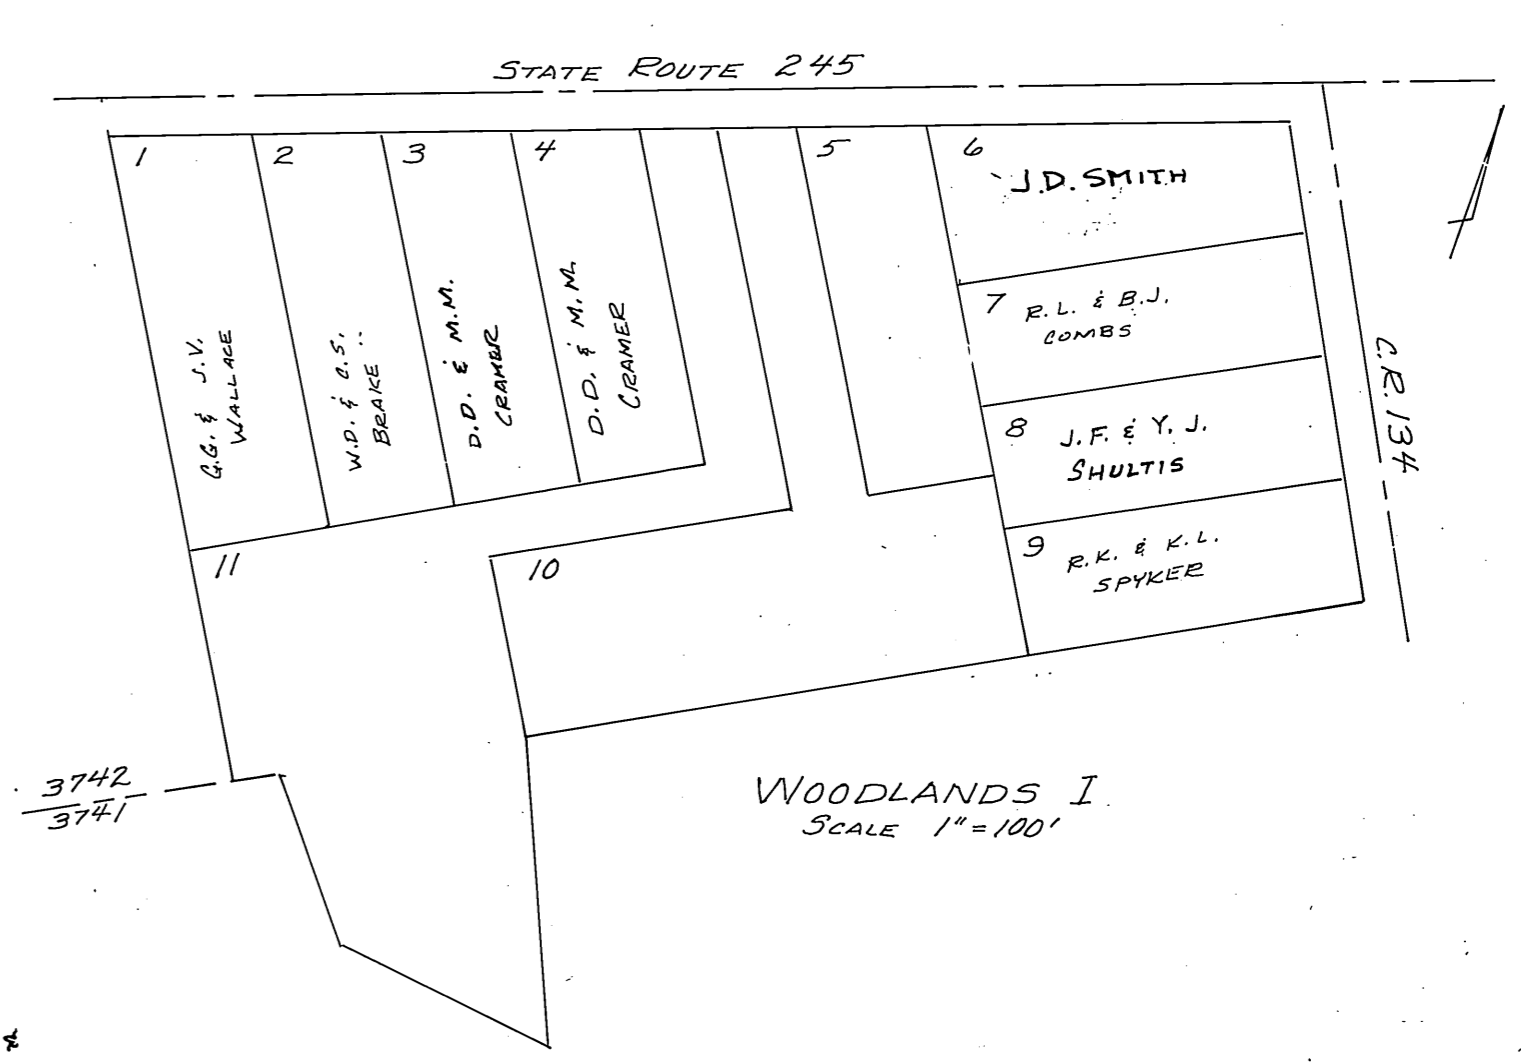 STATE ROUTE 245
1
2
3
4
5
6
J.D. SMITH
G.G. & J.V.
WALLACE
W.D. & C.S.
BRAKE
D.D. & M.M.
CRAMER
D.D. & M.M.
CRAMER
7
R.L. & B.J.
COMBS
C.R. 134
8
J.F. & Y.J.
SHULTIS
9
R.K. & K.L.
SPYKER
11
10
3742
3741
WOODLANDS I
SCALE 1"=100'